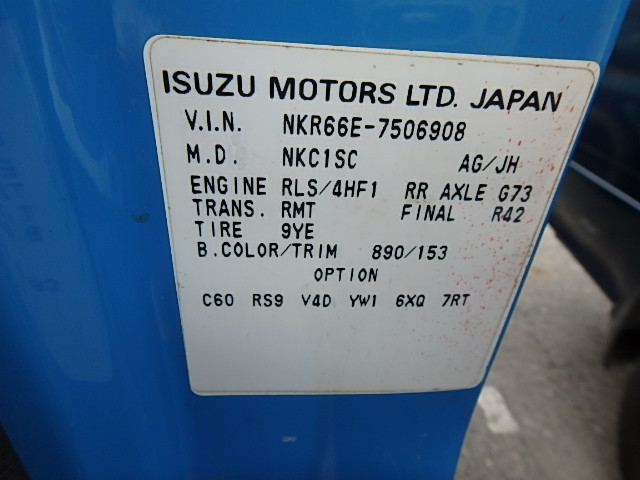 ISUZU MOTORS LTD. JAPAN
V.I.N. NKR66E-7506908
M.D. NKC1SC AG/JH
ENGINE RLS/4HF1 RR AXLE G73
TRANS. RMT FINAL R42
TIRE 9YE
B.COLOR/TRIM 890/153
OPTION
C60 RS9 V4D YW1 6XQ 7RT